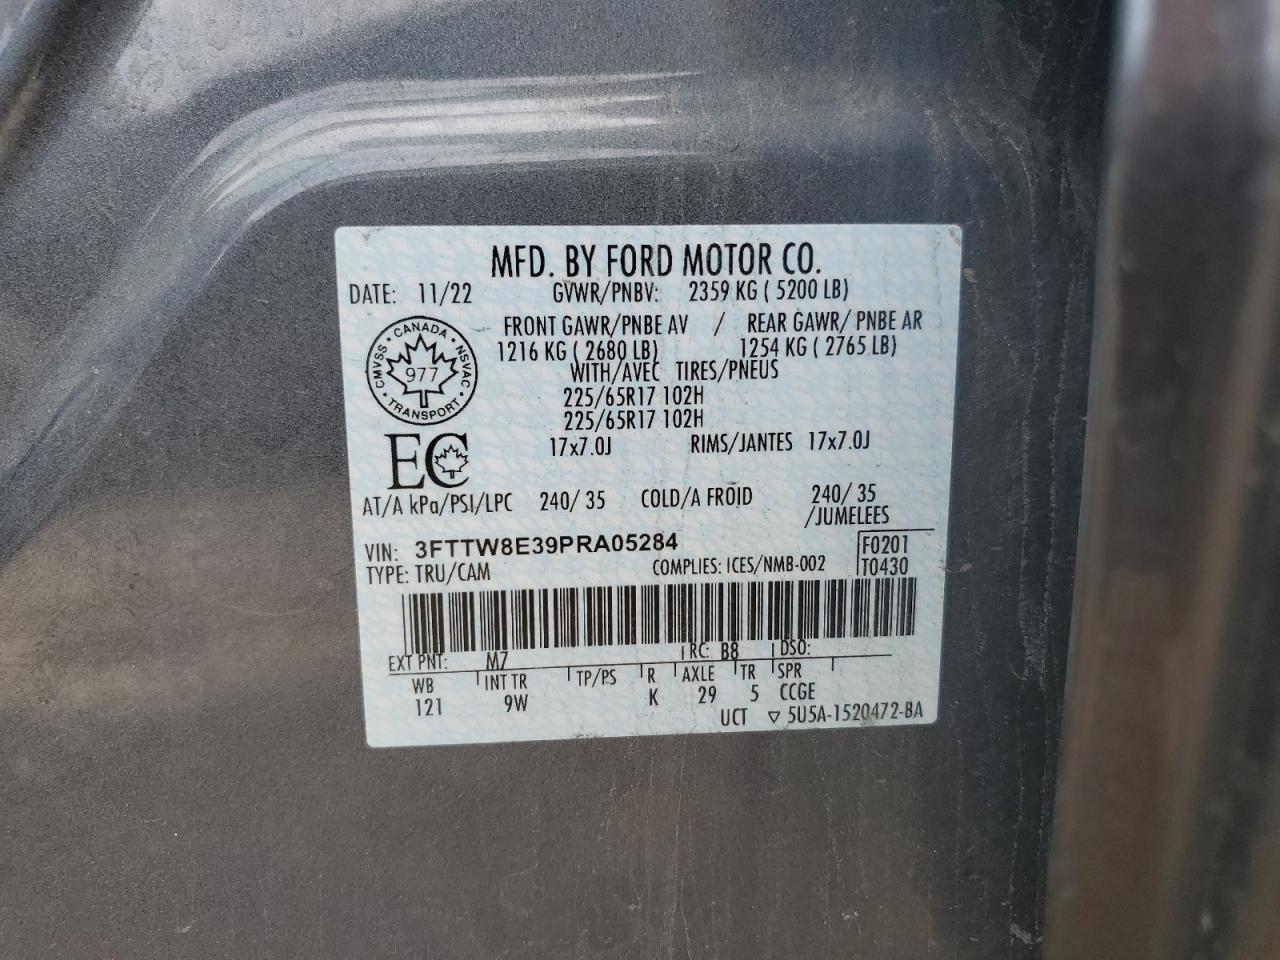 MFD. BY FORD MOTOR CO.
DATE: 11/22 GVWR/PNBV: 2359 KG ( 5200 LB)
FRONT GAWR/PNBE AV / REAR GAWR/ PNBE AR
1216 KG ( 2680 LB) 1254 KG ( 2765 LB)
WITH/AVEC TIRES/PNEUS
225/65R17 102H
225/65R17 102H
17x7.0J RIMS/JANTES 17x7.0J
CMVSS • CANADA • NSVAC
977
• TRANSPORT •
EC
AT/A kPa/PSI/LPC 240/ 35 COLD/A FROID 240/ 35
/JUMELEES
VIN: 3FTTW8E39PRA05284 F0201
TYPE: TRU/CAM COMPLIES: ICES/NMB-002 T0430
EXT PNT: M7 RC: B8 DSO:
WB INT TR TP/PS R AXLE TR SPR
121 9W K 29 5 CCGE
UCT ▽ 5U5A-1520472-BA